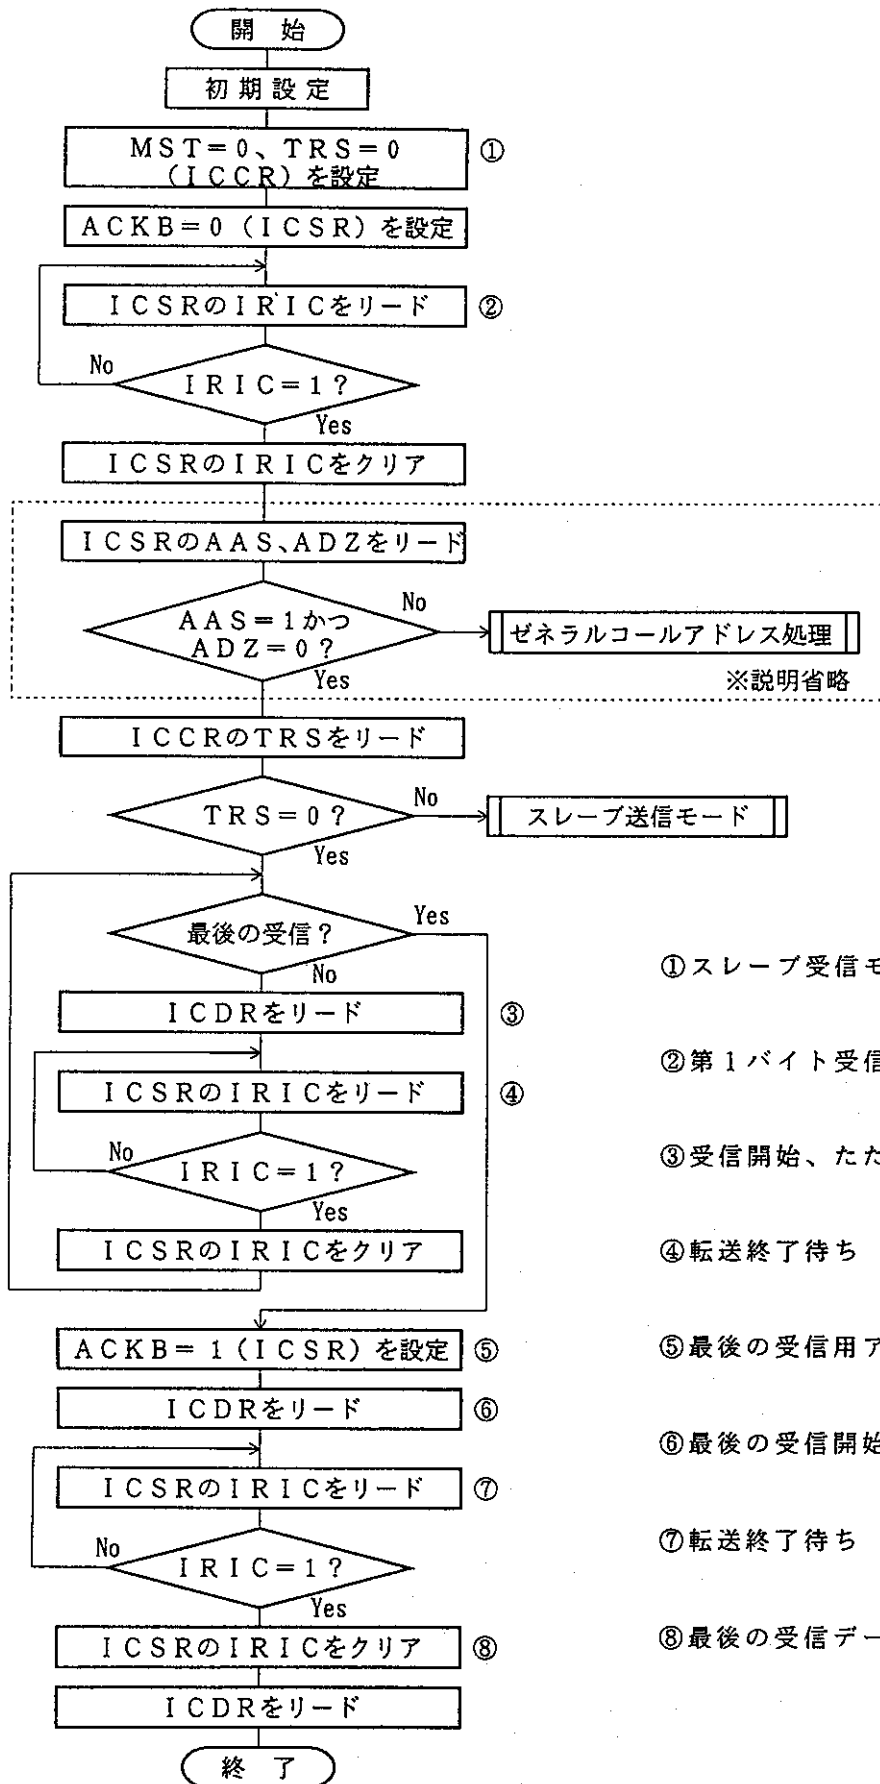 開 始
初期設定
MST=0、TRS=0
(ICCR)を設定
①
ACKB=0(ICSR)を設定
ICSRのIRICをリード
②
No
IRIC=1?
Yes
ICSRのIRICをクリア
ICSRのAAS、ADZをリード
AAS=1かつ
ADZ=0?
No
ゼネラルコールアドレス処理
Yes
※説明省略
ICCRのTRSをリード
TRS=0?
No
スレーブ送信モード
Yes
最後の受信?
Yes
No
ICDRをリード
③
ICSRのIRICをリード
④
No
IRIC=1?
Yes
ICSRのIRICをクリア
ACKB=1(ICSR)を設定
⑤
ICDRをリード
⑥
ICSRのIRICをリード
⑦
No
IRIC=1?
Yes
ICSRのIRICをクリア
⑧
ICDRをリード
終 了
①スレーブ受信モ
②第1バイト受信
③受信開始、ただ
④転送終了待ち
⑤最後の受信用ア
⑥最後の受信開始
⑦転送終了待ち
⑧最後の受信デー